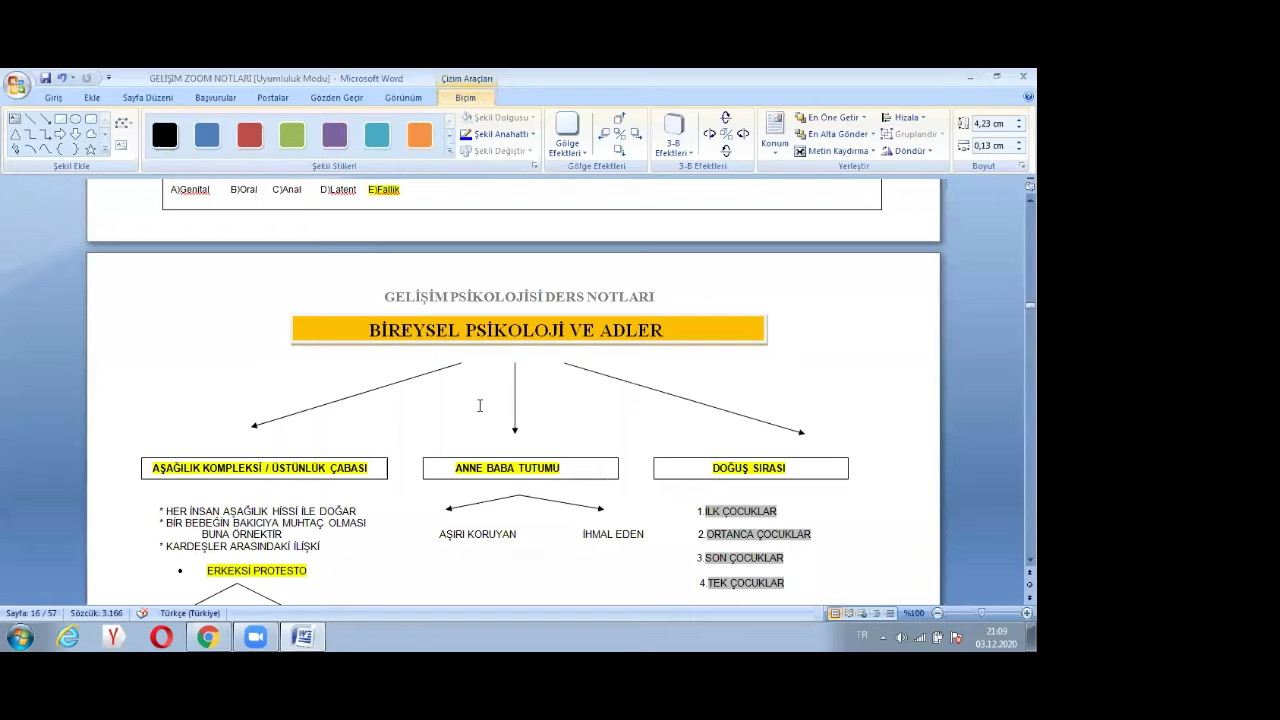 GELİŞİM ZOOM NOTLARI [Uyumluluk Modu] - Microsoft Word
Çizim Araçları
Giriş Ekle Sayfa Düzeni Başvurular Postalar Gözden Geçir Görünüm Biçim
Şekil Dolgusu
Şekil Anahattı
Şekil Değiştir
Gölge Efektleri
3-B Efektleri
Konum
En Öne Getir
En Alta Gönder
Metin Kaydırma
Hizala
Gruplandır
Döndür
4,23 cm
0,13 cm
Şekil Ekle Şekil Stilleri Gölge Efektleri 3-B Efektleri Yerleştir Boyut
A)Genital B)Oral C)Anal D)Latent E)Fallik
GELİŞİM PSİKOLOJİSİ DERS NOTLARI
BİREYSEL PSİKOLOJİ VE ADLER
AŞAĞILIK KOMPLEKSİ / ÜSTÜNLÜK ÇABASI
* HER İNSAN AŞAĞILIK HİSSİ İLE DOĞAR
* BİR BEBEĞİN BAKICIYA MUHTAÇ OLMASI
BUNA ÖRNEKTİR
* KARDEŞLER ARASINDAKİ İLİŞKİ
• ERKEKSİ PROTESTO
ANNE BABA TUTUMU
AŞIRI KORUYAN İHMAL EDEN
DOĞUŞ SIRASI
1.İLK ÇOCUKLAR
2.ORTANCA ÇOCUKLAR
3.SON ÇOCUKLAR
4.TEK ÇOCUKLAR
Sayfa: 16 / 57 Sözcük: 3.166 Türkçe (Türkiye) %100
TR 21:09
03.12.2020